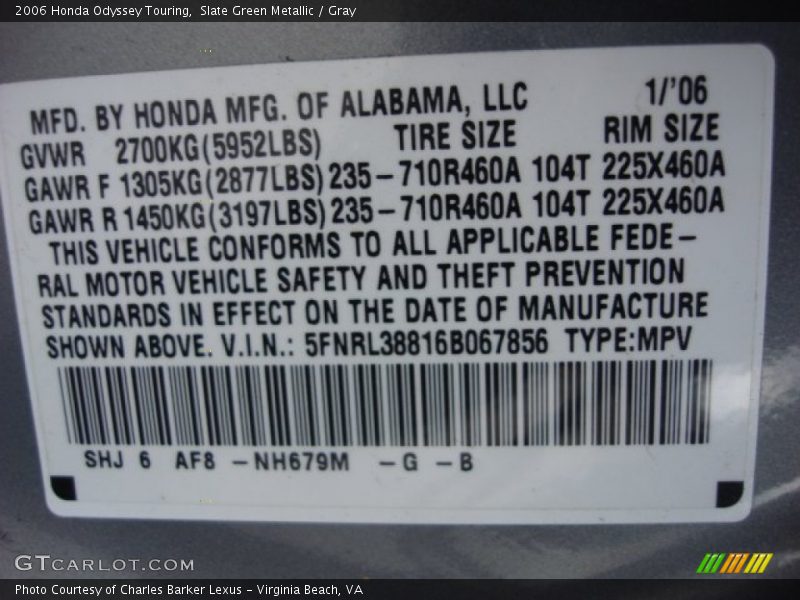 2006 Honda Odyssey Touring,  Slate Green Metallic / Gray
MFD. BY HONDA MFG. OF ALABAMA, LLC 1/'06
GVWR 2700KG(5952LBS) TIRE SIZE RIM SIZE
GAWR F 1305KG(2877LBS) 235-710R460A 104T 225X460A
GAWR R 1450KG(3197LBS) 235-710R460A 104T 225X460A
THIS VEHICLE CONFORMS TO ALL APPLICABLE FEDE-
RAL MOTOR VEHICLE SAFETY AND THEFT PREVENTION
STANDARDS IN EFFECT ON THE DATE OF MANUFACTURE
SHOWN ABOVE. V.I.N.: 5FNRL38816B067856 TYPE:MPV
SHJ 6 AF8 -NH679M -G -B
GTCARLOT.COM
Photo Courtesy of Charles Barker Lexus - Virginia Beach, VA